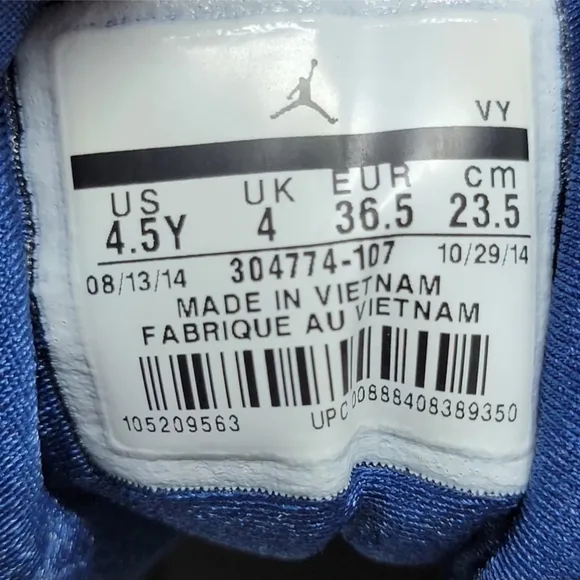 VY
US UK EUR cm
4.5Y 4 36.5 23.5
08/13/14 304774-107 10/29/14
MADE IN VIETNAM
FABRIQUE AU VIETNAM
105209563 UPC 00888408389350